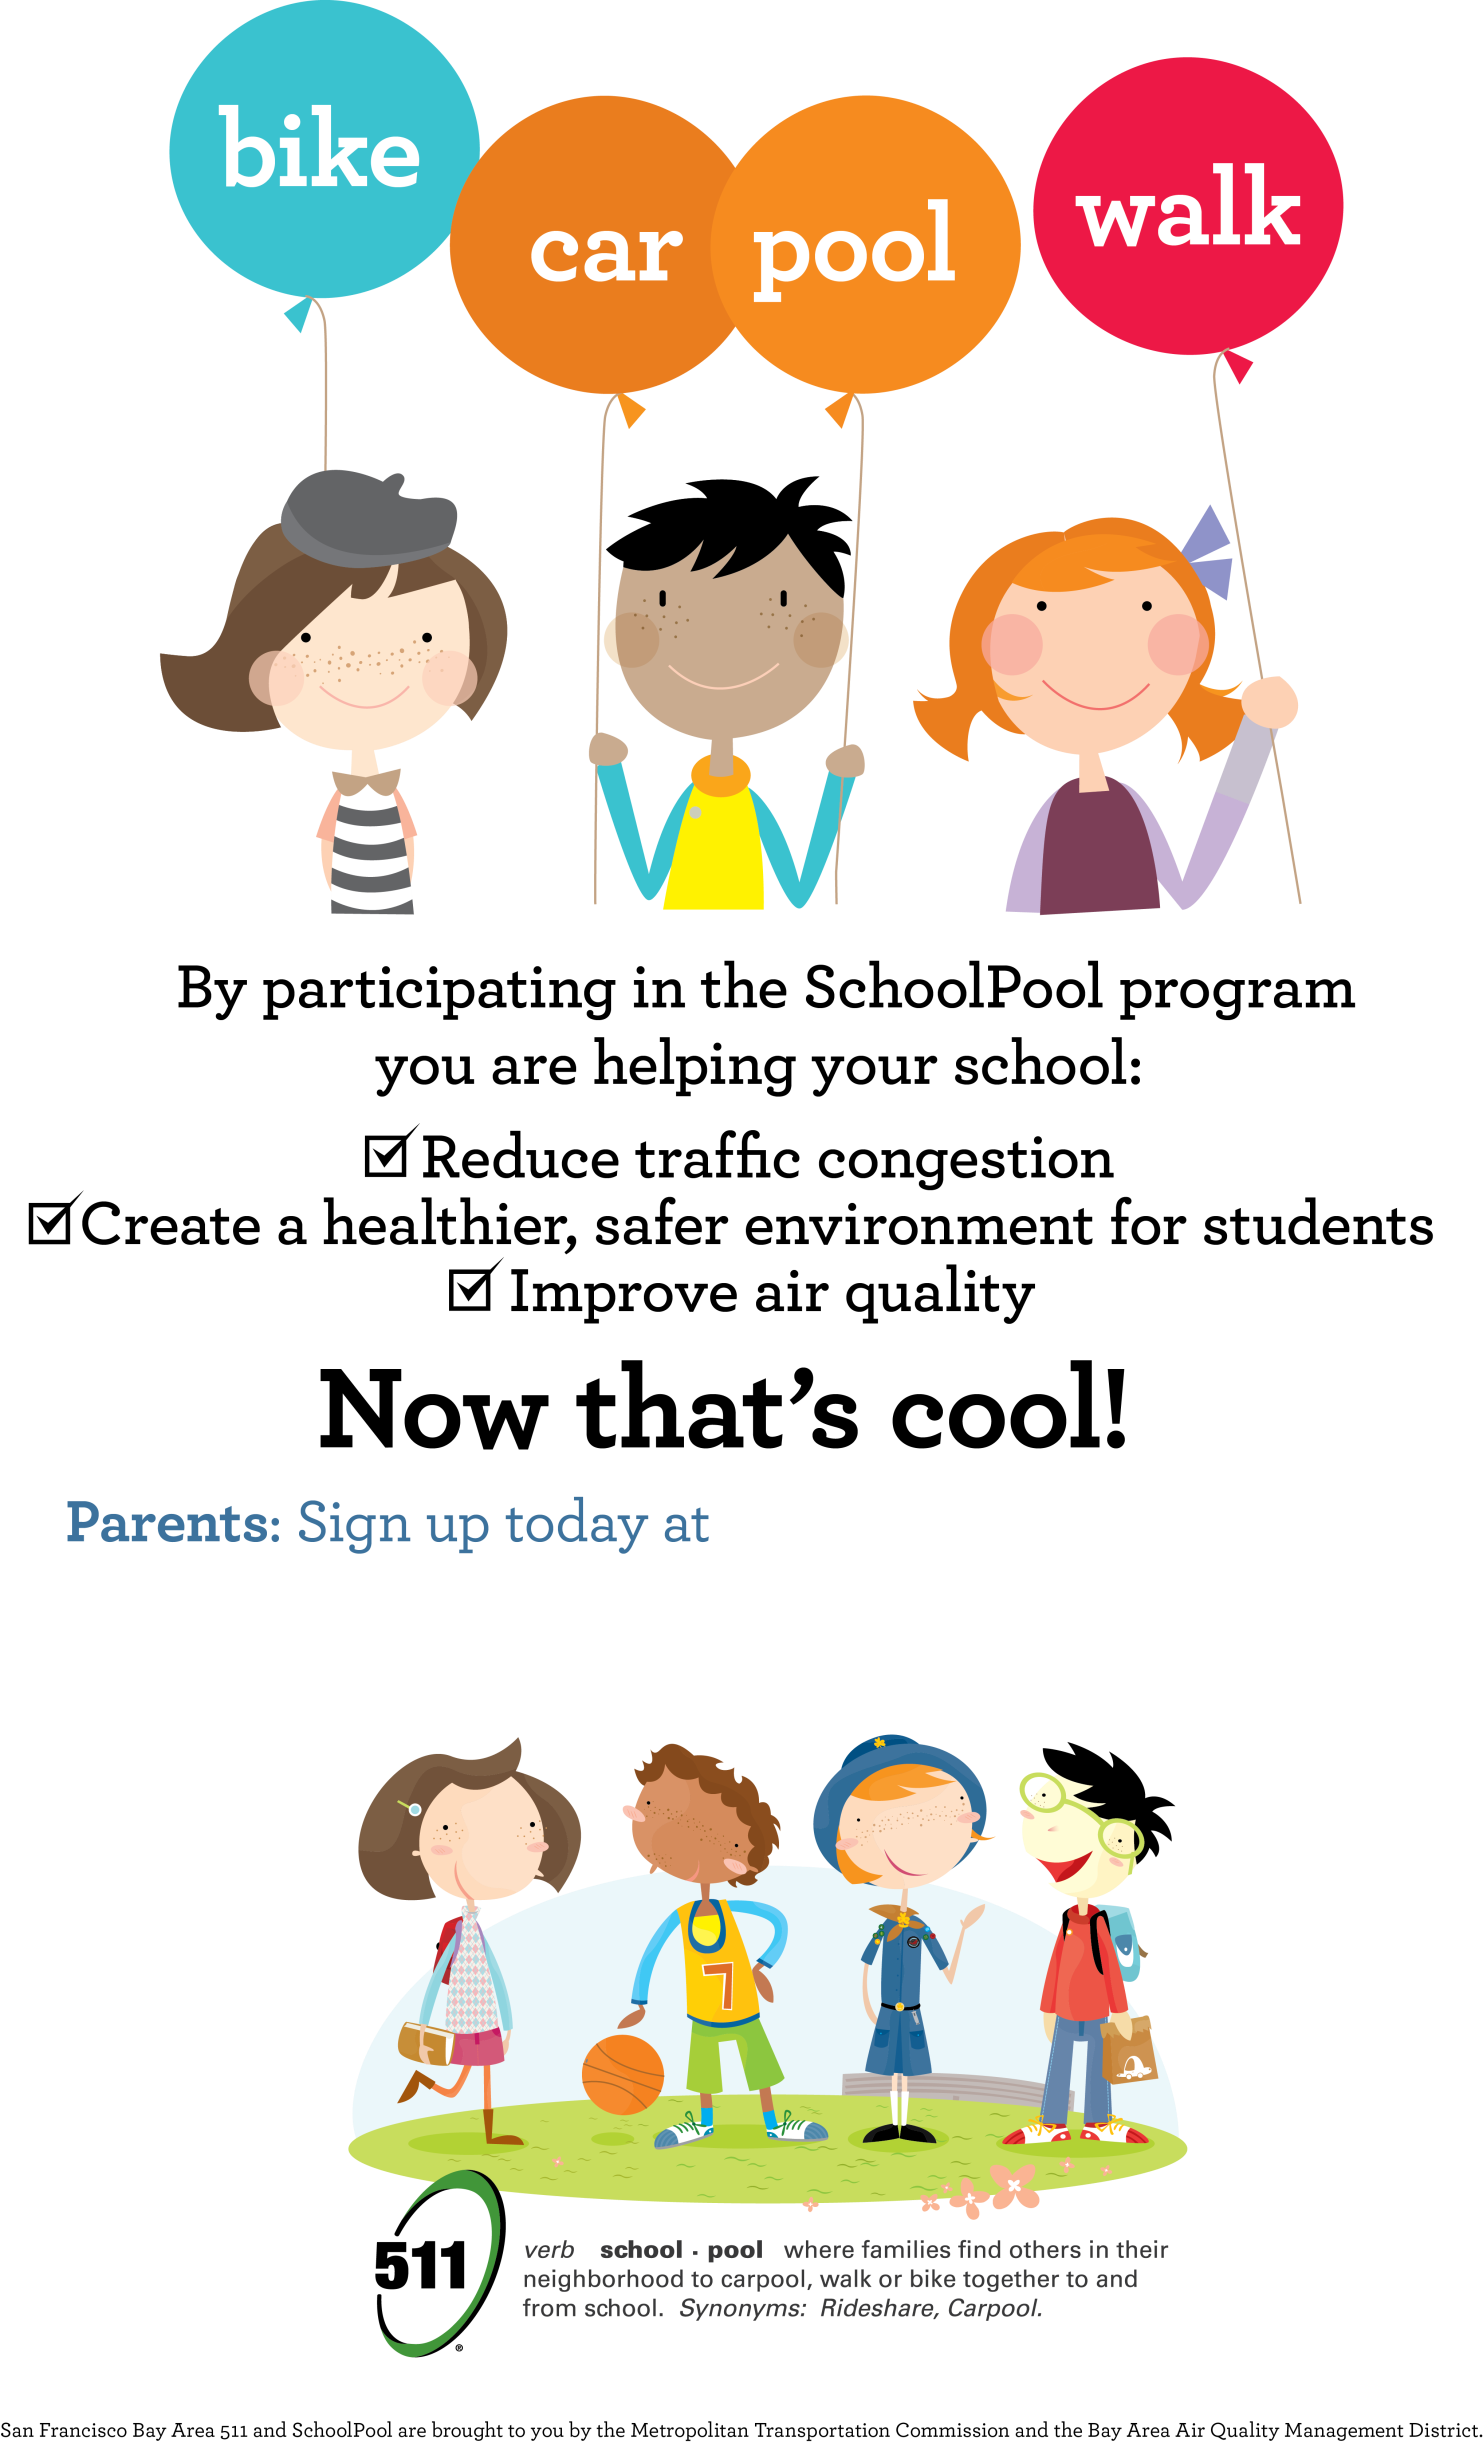 bike
car pool
walk
By participating in the SchoolPool program
you are helping your school:
Reduce traffic congestion
Create a healthier, safer environment for students
Improve air quality
Now that's cool!
Parents: Sign up today at
7
511
®
verb school · pool where families find others in their
neighborhood to carpool, walk or bike together to and
from school. Synonyms: Rideshare, Carpool.
San Francisco Bay Area 511 and SchoolPool are brought to you by the Metropolitan Transportation Commission and the Bay Area Air Quality Management District.